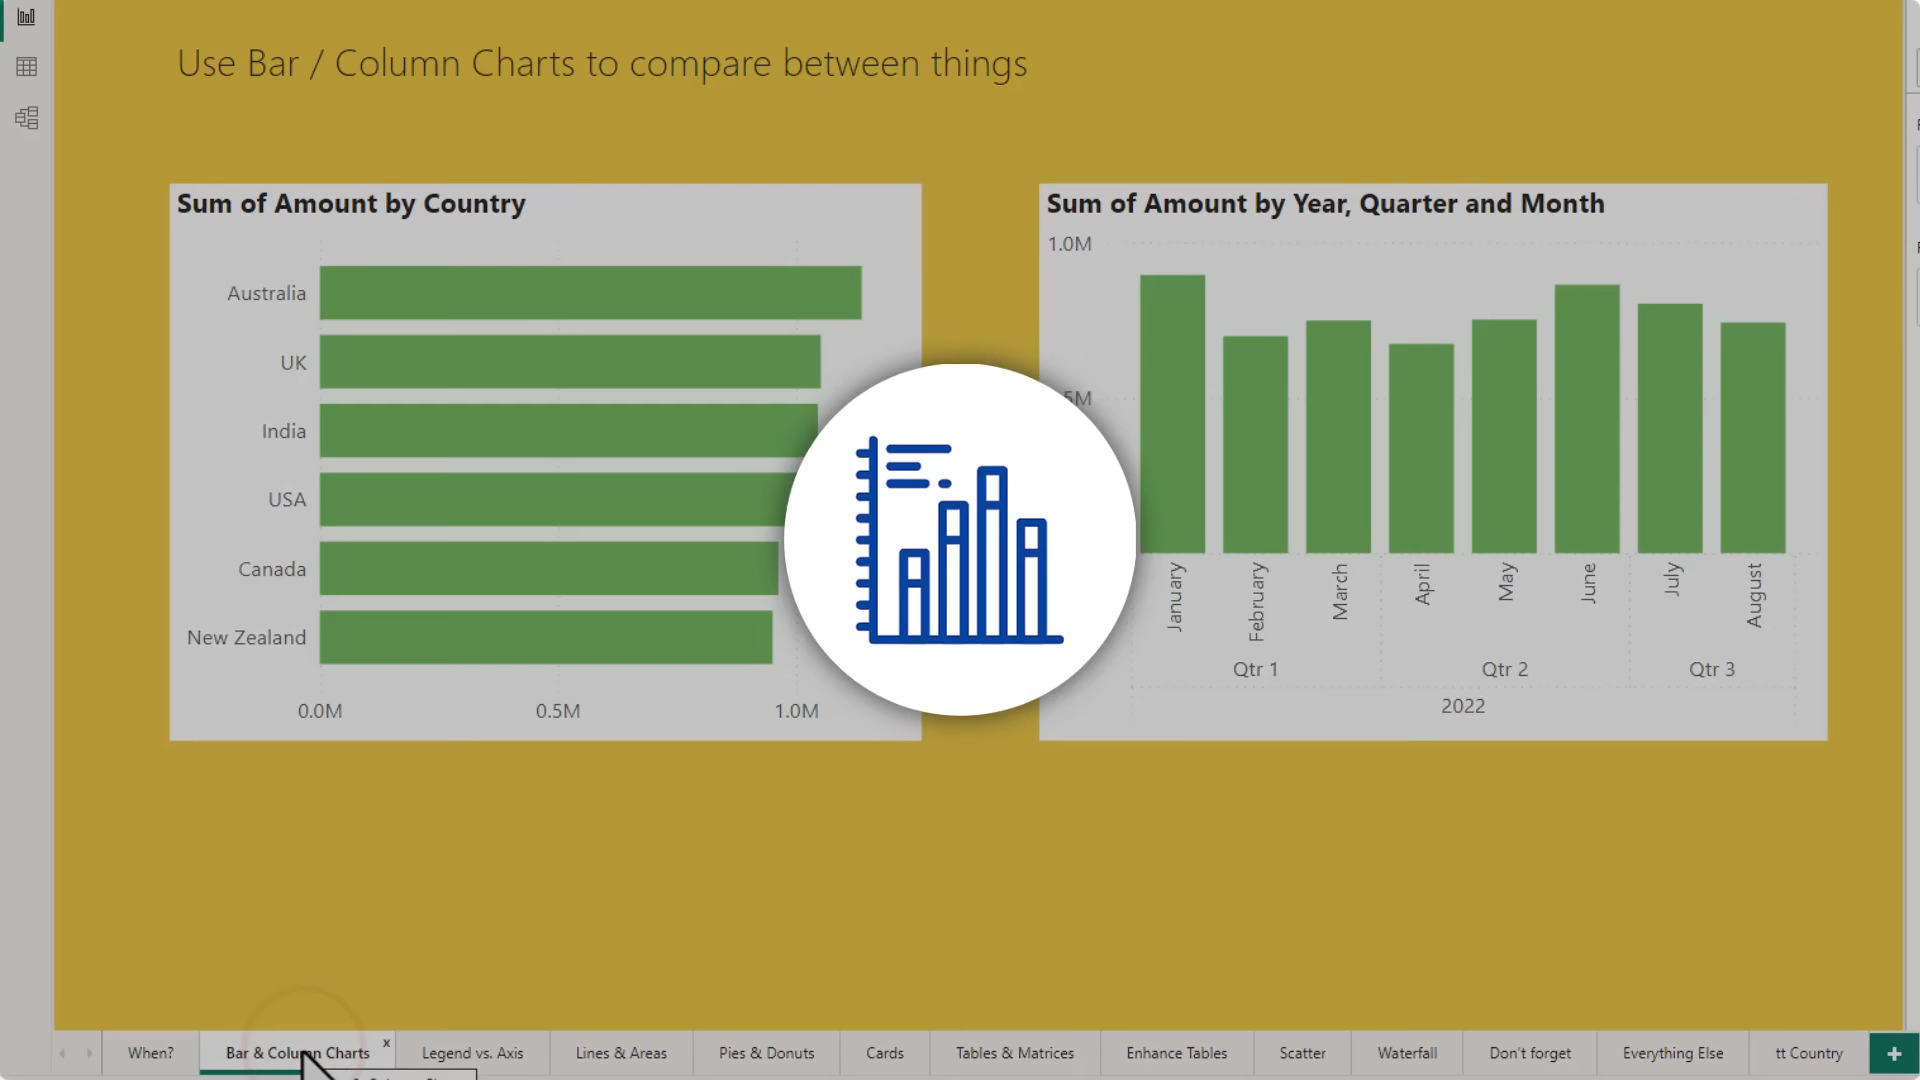 Use Bar / Column Charts to compare between things
Sum of Amount by Country
Australia
UK
India
USA
Canada
New Zealand
0.0M 0.5M 1.0M
Sum of Amount by Year, Quarter and Month
1.0M
5M
January February March April May June July August
Qtr 1 Qtr 2 Qtr 3
2022
When? Bar & Column Charts x Legend vs. Axis Lines & Areas Pies & Donuts Cards Tables & Matrices Enhance Tables Scatter Waterfall Don't forget Everything Else tt Country +